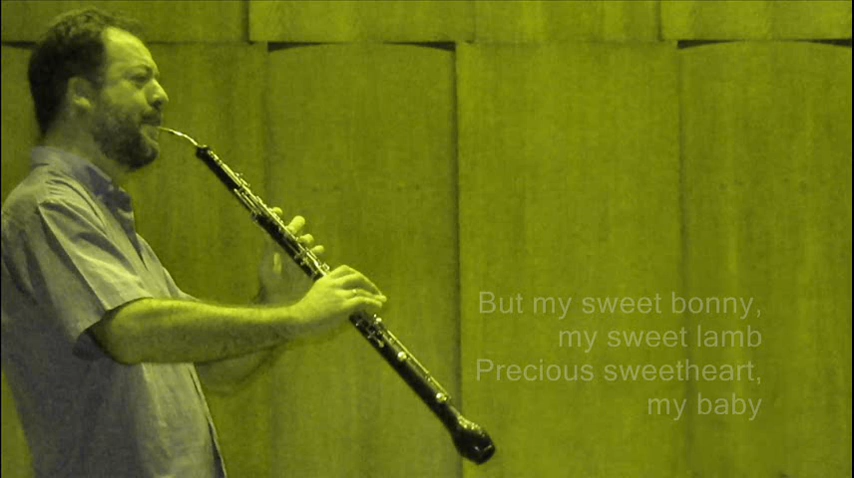 But my sweet bonny,
my sweet lamb
Precious sweetheart,
my baby